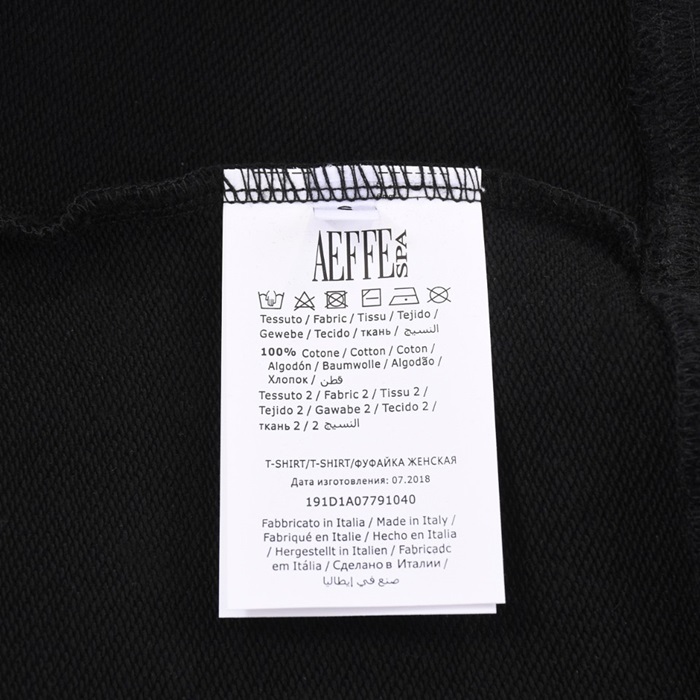 AEFFE SPA
Tessuto / Fabric / Tissu / Tejido /
Gewebe / Tecido / ткань / النسيج
100% Cotone / Cotton / Coton /
Algodón / Baumwolle / Algodão /
Хлопок / قطن
Tessuto 2 / Fabric 2 / Tissu 2 /
Tejido 2 / Gawabe 2 / Tecido 2 /
ткань 2 / 2 النسيج
T-SHIRT/T-SHIRT/ФУФАЙКА ЖЕНСКАЯ
Дата изготовления: 07.2018
191D1A07791040
Fabbricato in Italia / Made in Italy /
Fabriqué en Italie / Hecho en Italia
/ Hergestellt in Italien / Fabricadc
em Itália / Сделано в Италии /
صنع في إيطاليا